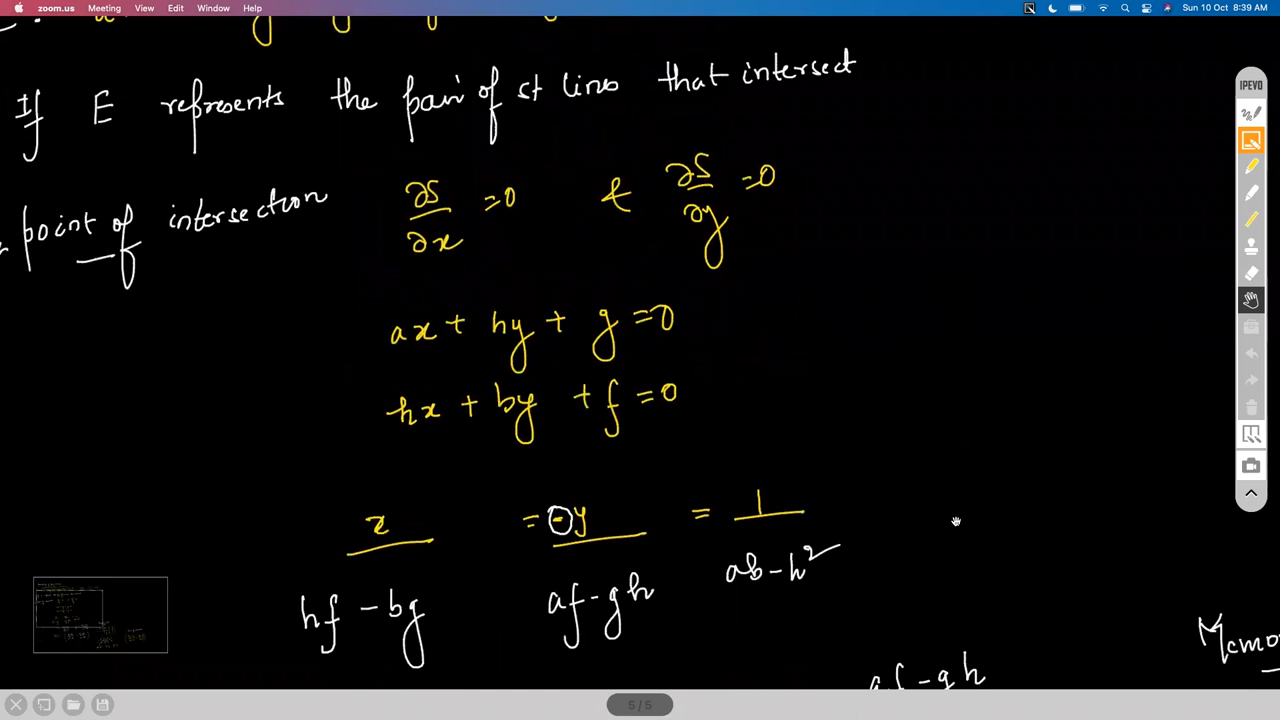 zoom.us Meeting View Edit Window Help Sun 10 Oct 8:39 AM
If E represents the pair of st lines that intersect
IPEVO
point of intersection ∂S/∂x = 0 & ∂S/∂y = 0
ax + hy + g = 0
hx + by + f = 0
x/(hf - bg) = -y/(af - gh) = 1/(ab - h²)
af - gh
5 / 5